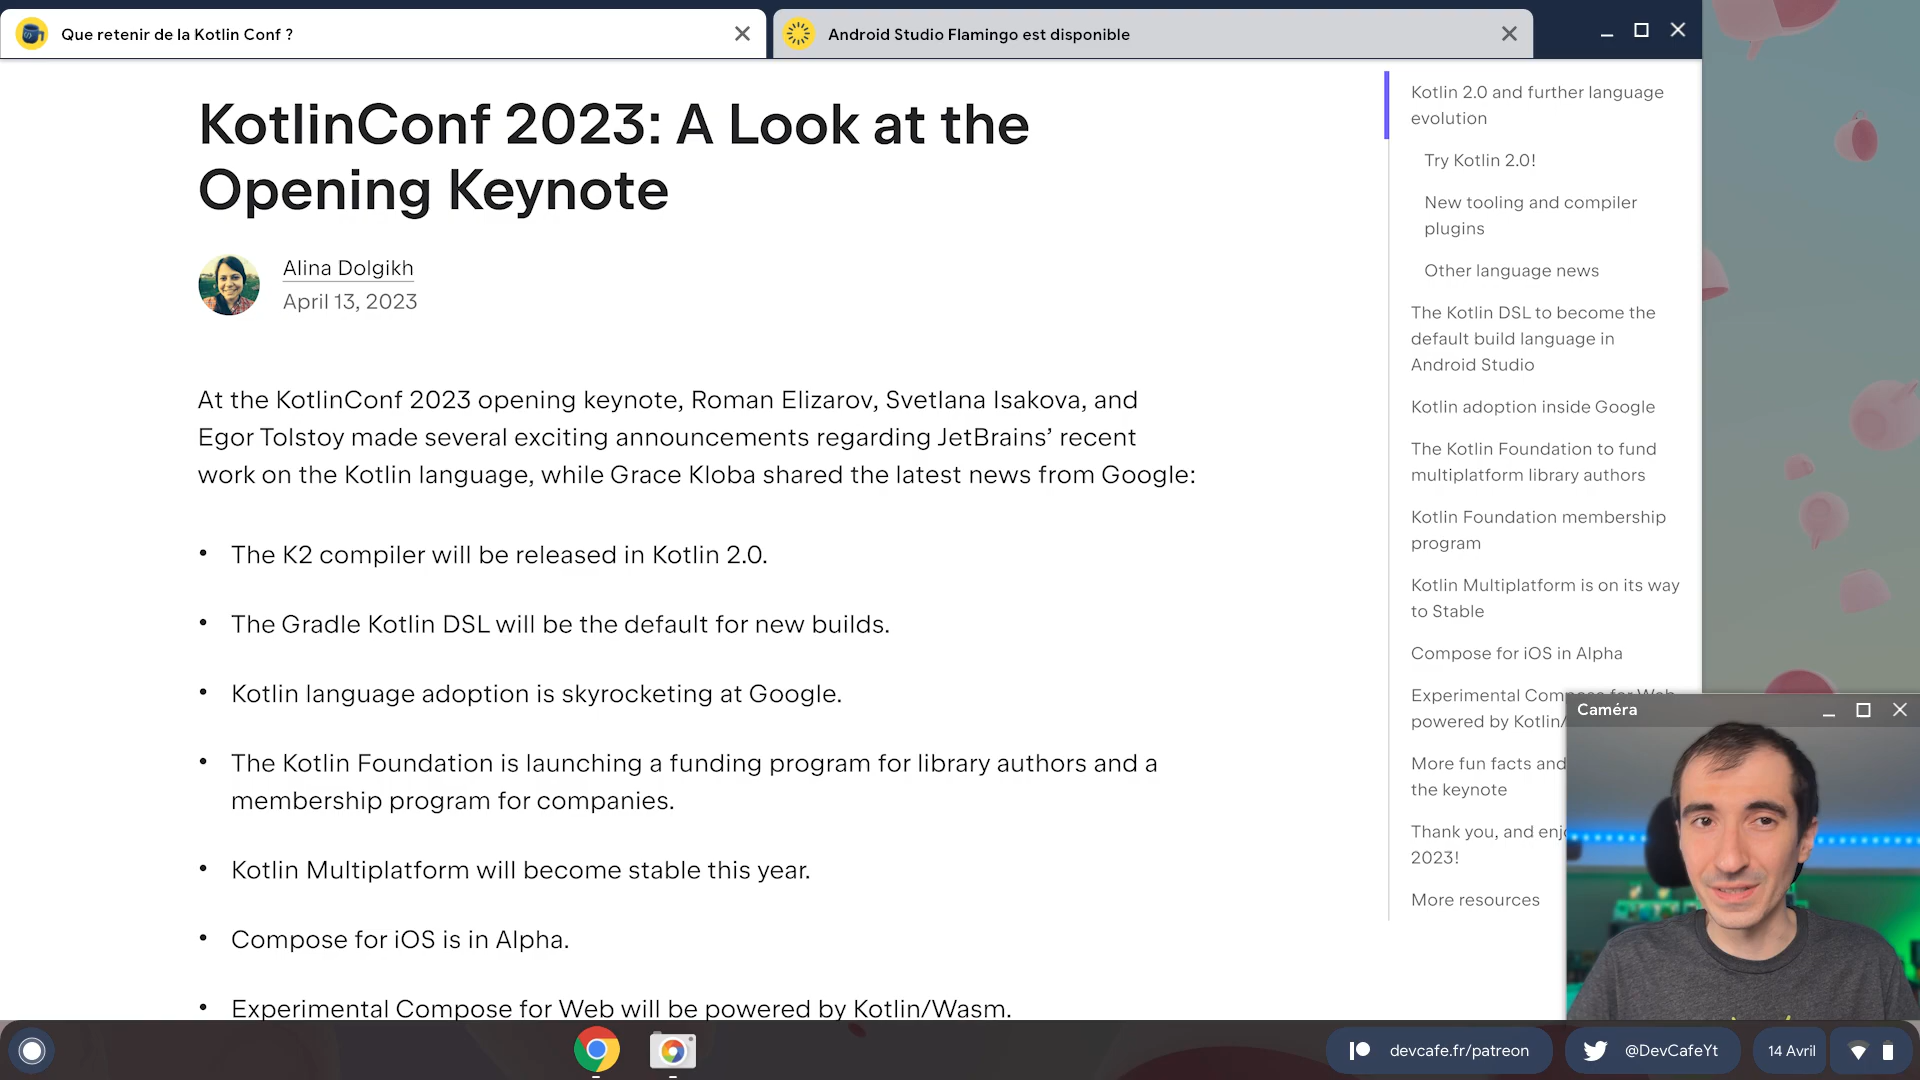 Que retenir de la Kotlin Conf ?
Android Studio Flamingo est disponible
KotlinConf 2023: A Look at the
Opening Keynote
Alina Dolgikh
April 13, 2023
At the KotlinConf 2023 opening keynote, Roman Elizarov, Svetlana Isakova, and
Egor Tolstoy made several exciting announcements regarding JetBrains’ recent
work on the Kotlin language, while Grace Kloba shared the latest news from Google:
• The K2 compiler will be released in Kotlin 2.0.
• The Gradle Kotlin DSL will be the default for new builds.
• Kotlin language adoption is skyrocketing at Google.
• The Kotlin Foundation is launching a funding program for library authors and a
membership program for companies.
• Kotlin Multiplatform will become stable this year.
• Compose for iOS is in Alpha.
• Experimental Compose for Web will be powered by Kotlin/Wasm.
Kotlin 2.0 and further language
evolution
Try Kotlin 2.0!
New tooling and compiler
plugins
Other language news
The Kotlin DSL to become the
default build language in
Android Studio
Kotlin adoption inside Google
The Kotlin Foundation to fund
multiplatform library authors
Kotlin Foundation membership
program
Kotlin Multiplatform is on its way
to Stable
Compose for iOS in Alpha
Experimental Compose for Web
powered by Kotlin/
More fun facts and
the keynote
Thank you, and
2023!
More resources
Caméra
devcafe.fr/patreon
@DevCafeYt
14 Avril